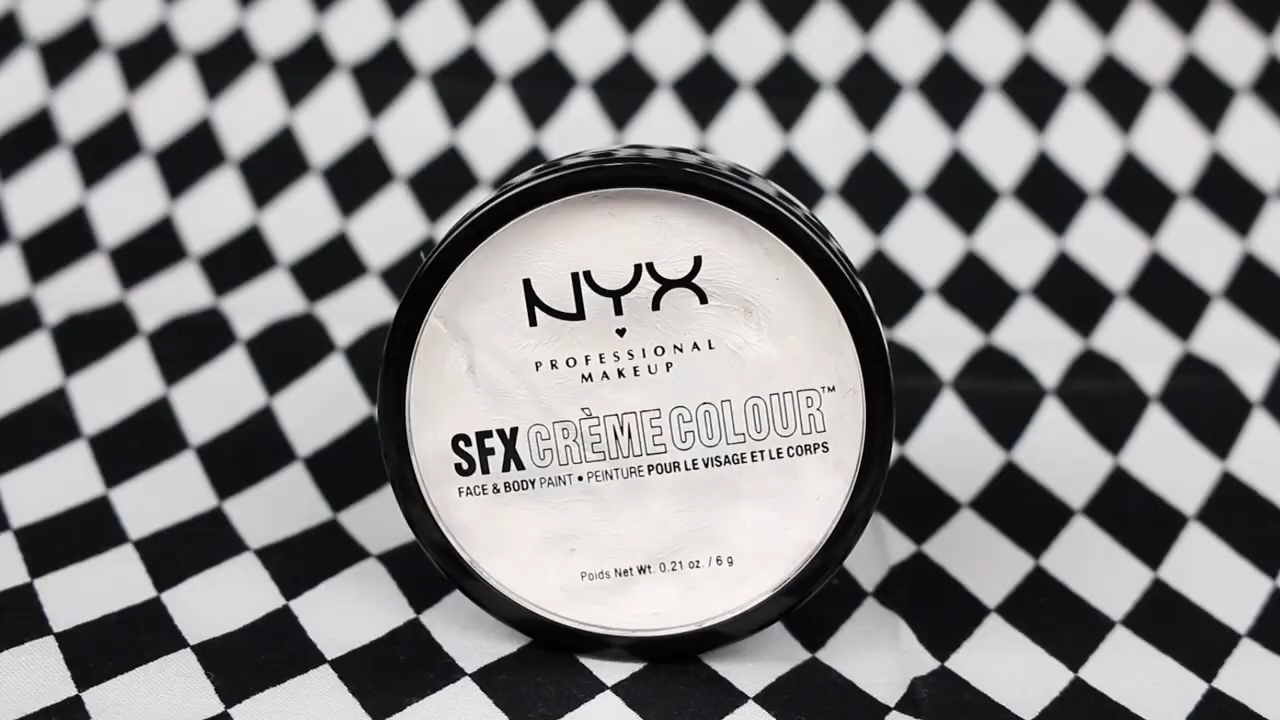 NYX
PROFESSIONAL
MAKEUP
SFX CRÈME COLOUR™
FACE & BODY PAINT • PEINTURE POUR LE VISAGE ET LE CORPS
Poids Net Wt. 0.21 oz. / 6 g